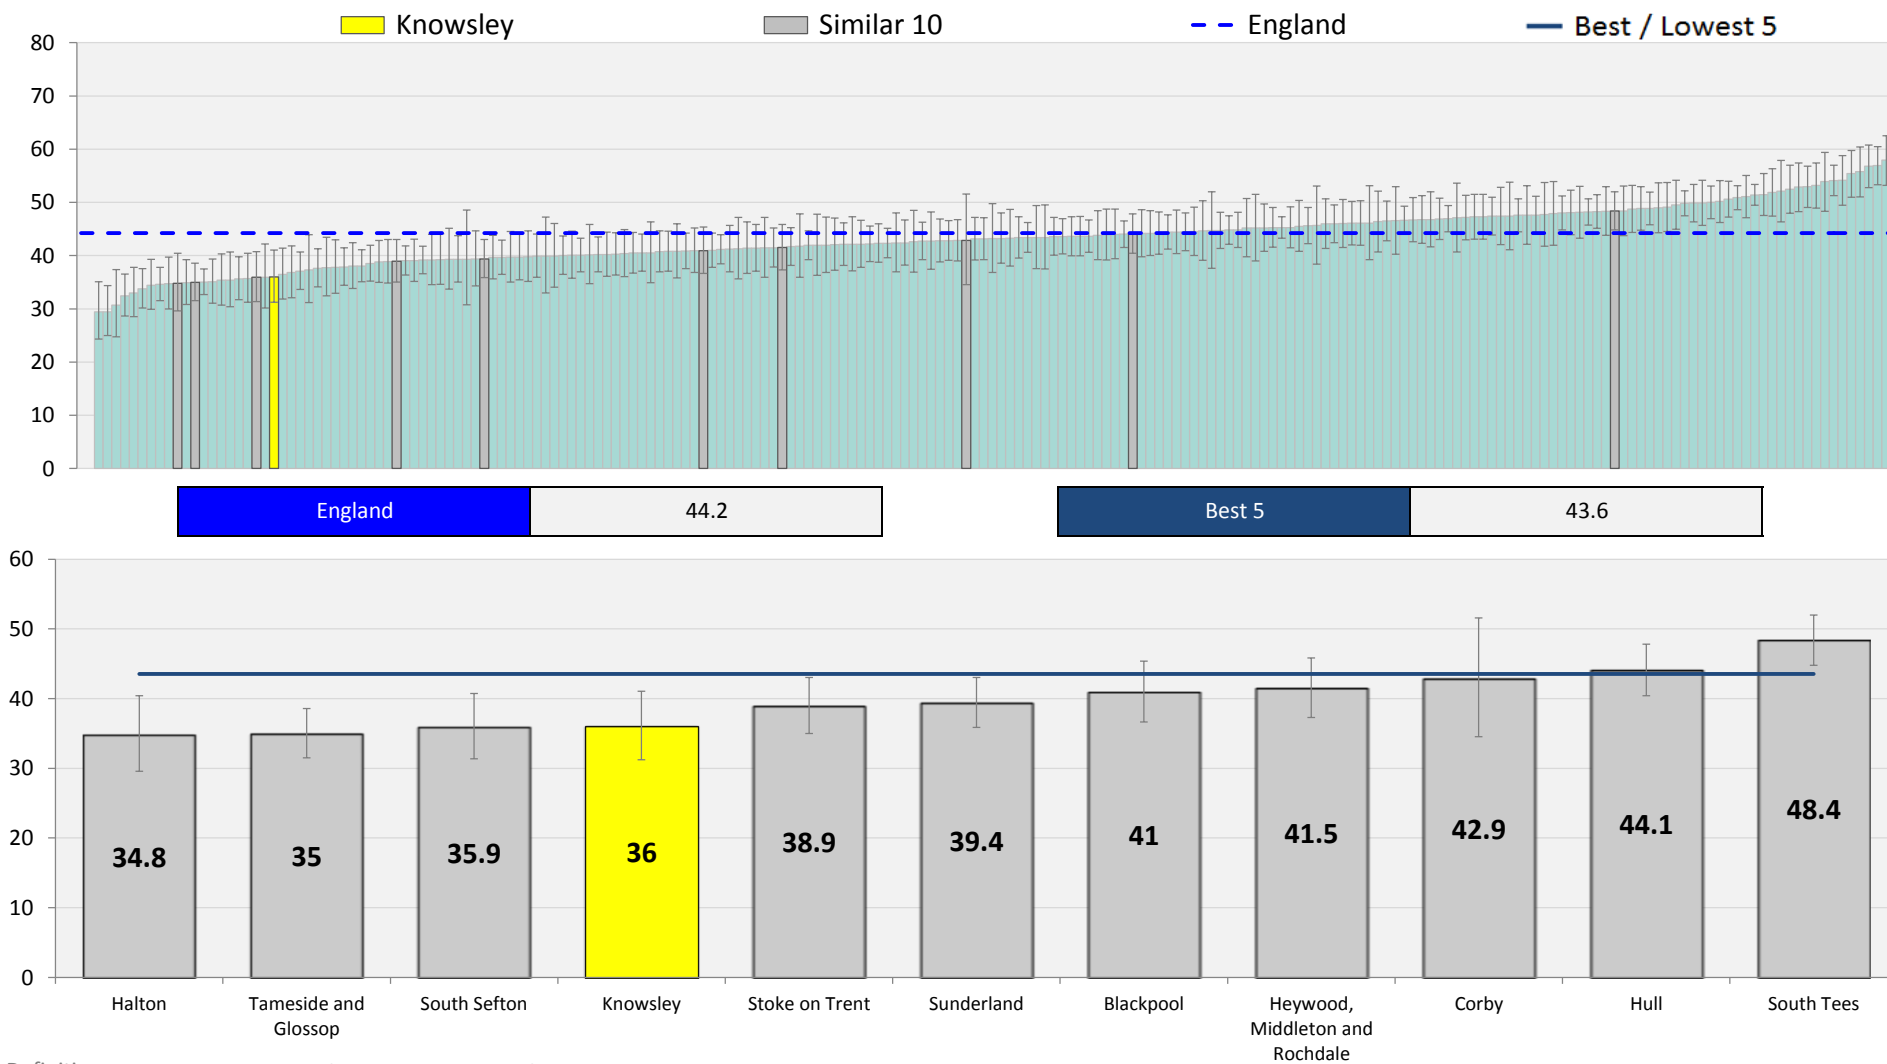 Knowsley
Similar 10
England
Best / Lowest 5
80
70
60
50
40
30
20
10
0
England 44.2
Best 5 43.6
60
50
40
30
20
10
0
34.8
35
35.9
36
38.9
39.4
41
41.5
42.9
44.1
48.4
Halton
Tameside and
Glossop
South Sefton
Knowsley
Stoke on Trent
Sunderland
Blackpool
Heywood,
Middleton and
Rochdale
Corby
Hull
South Tees